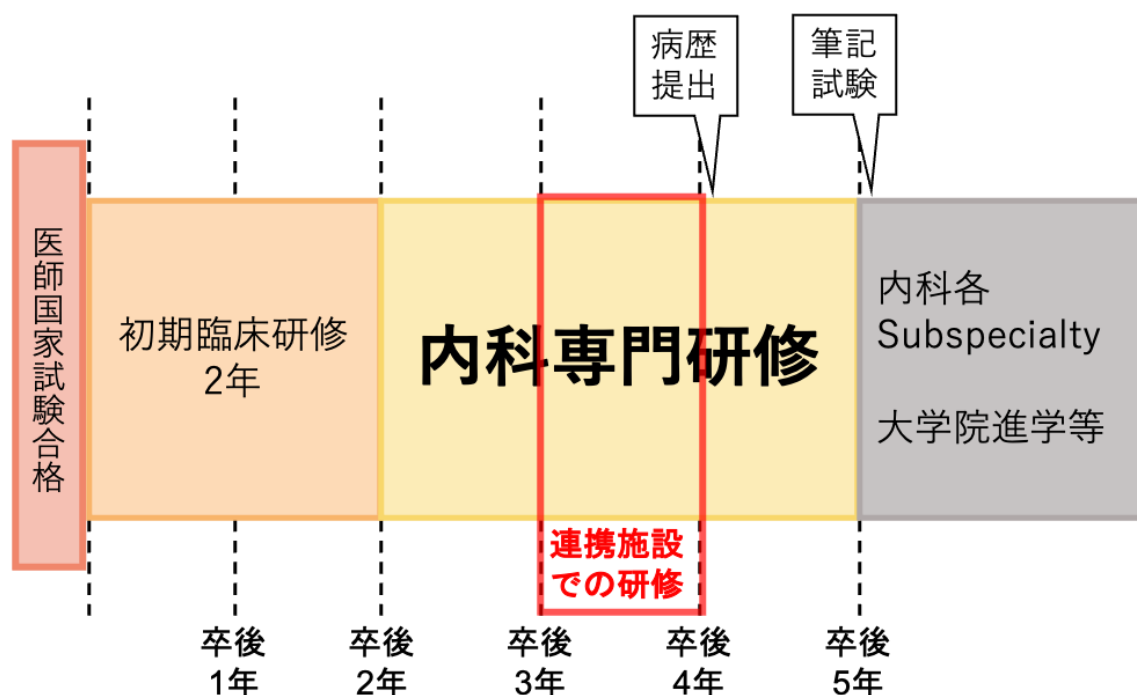 病歴
提出
筆記
試験
医師国家試験合格
初期臨床研修
2年
内科専門研修
内科各
Subspecialty
大学院進学等
連携施設
での研修
卒後
1年
卒後
2年
卒後
3年
卒後
4年
卒後
5年